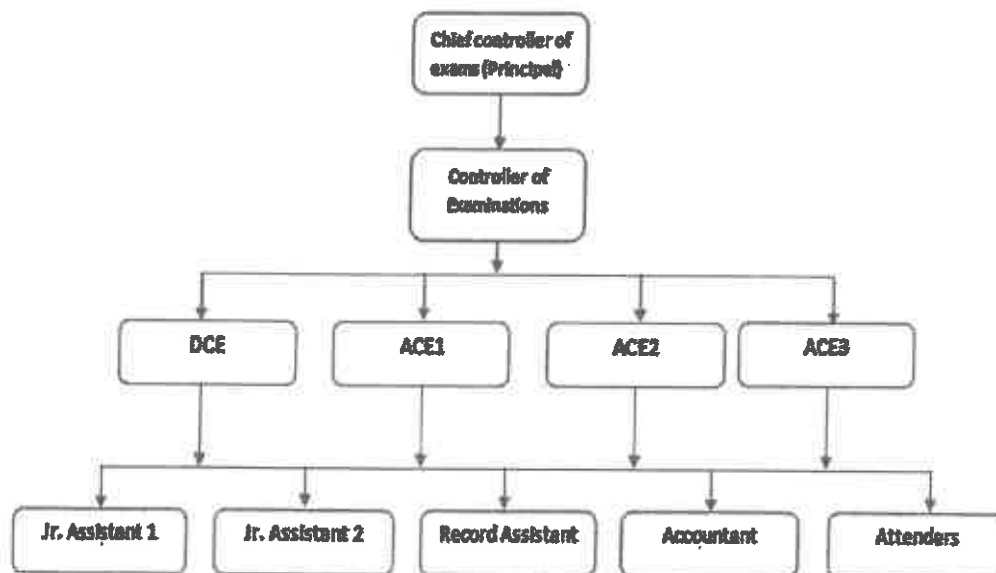 Chief controller of
exams (Principal)
Controller of
Examinations
DCE
ACE1
ACE2
ACE3
Jr. Assistant 1
Jr. Assistant 2
Record Assistant
Accountant
Attenders